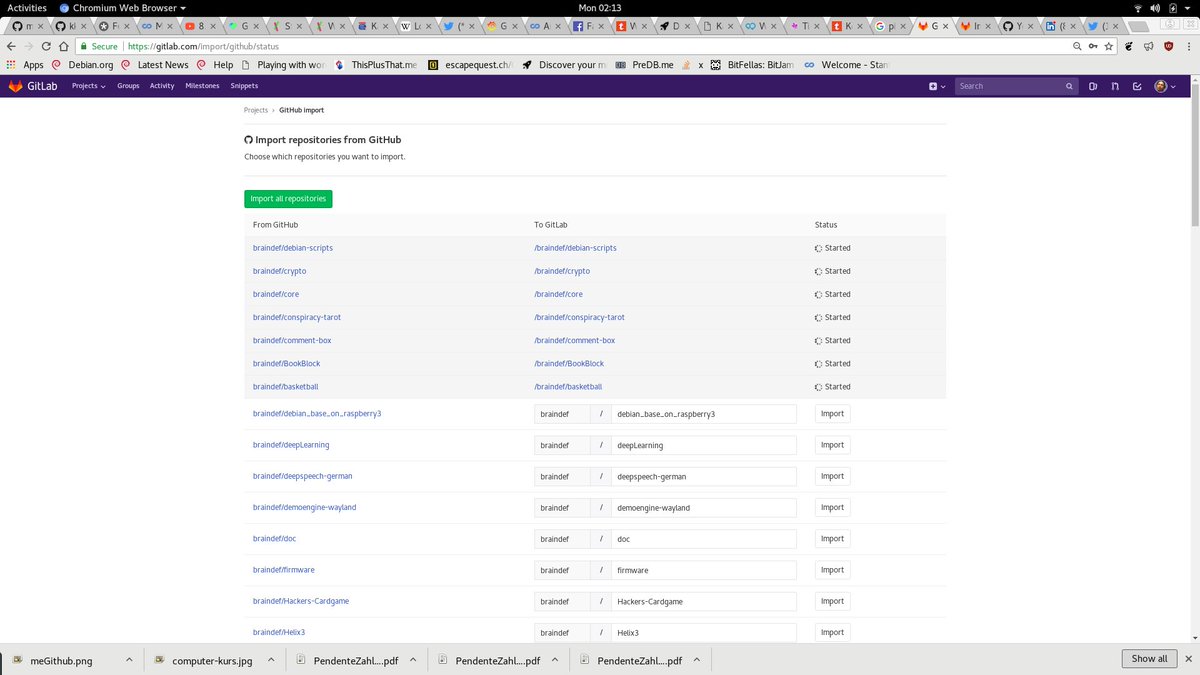 Activities Chromium Web Browser Mon 02:13
Secure https://gitlab.com/import/github/status
Apps Debian.org Latest News Help Playing with wor ThisPlusThat.me escapequest.ch/ Discover your m PreDB.me x BitFellas: BitJam Welcome - Stan
GitLab Projects Groups Activity Milestones Snippets Search
Projects › GitHub import
Import repositories from GitHub
Choose which repositories you want to import.
Import all repositories
From GitHub To GitLab Status
braindef/debian-scripts /braindef/debian-scripts Started
braindef/crypto /braindef/crypto Started
braindef/core /braindef/core Started
braindef/conspiracy-tarot /braindef/conspiracy-tarot Started
braindef/comment-box /braindef/comment-box Started
braindef/BookBlock /braindef/BookBlock Started
braindef/basketball /braindef/basketball Started
braindef/debian_base_on_raspberry3 braindef / debian_base_on_raspberry3 Import
braindef/deepLearning braindef / deepLearning Import
braindef/deepspeech-german braindef / deepspeech-german Import
braindef/demoengine-wayland braindef / demoengine-wayland Import
braindef/doc braindef / doc Import
braindef/firmware braindef / firmware Import
braindef/Hackers-Cardgame braindef / Hackers-Cardgame Import
braindef/Helix3 braindef / Helix3 Import
meGithub.png computer-kurs.jpg PendenteZahl....pdf PendenteZahl....pdf PendenteZahl....pdf Show all